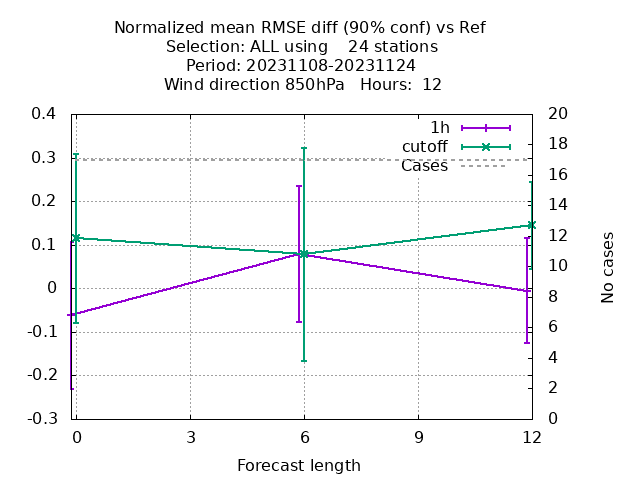 Normalized mean RMSE diff (90% conf) vs Ref
Selection: ALL using    24 stations
Period: 20231108-20231124
Wind direction 850hPa   Hours:  12
0.4
0.3
0.2
0.1
0
-0.1
-0.2
-0.3
1h
cutoff
Cases
20
18
16
14
12
10
8
6
4
2
0
No cases
0 3 6 9 12
Forecast length